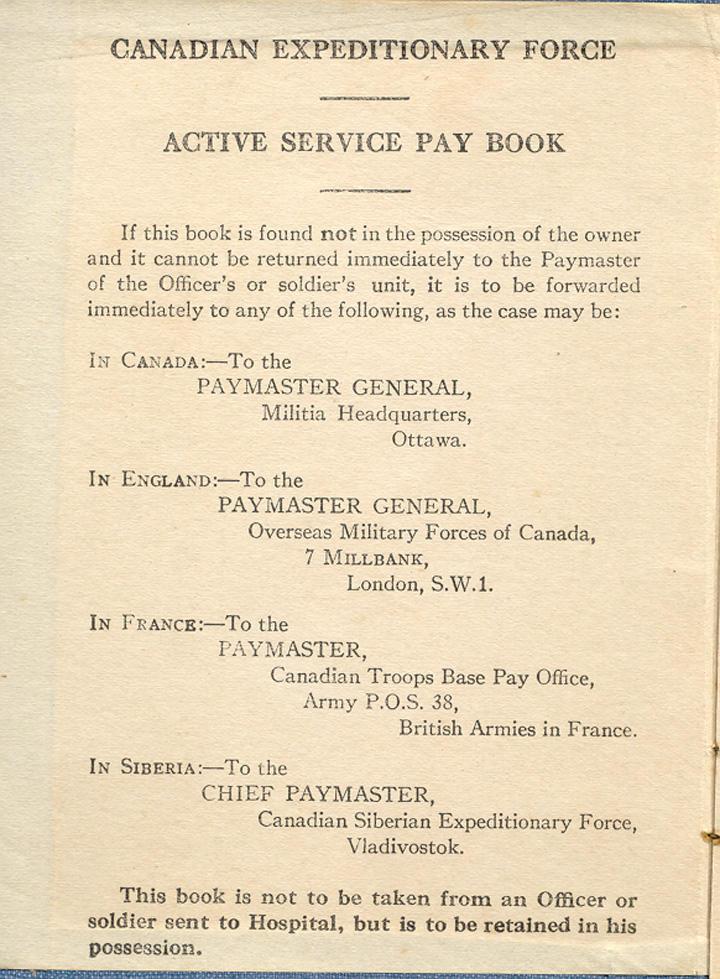 CANADIAN EXPEDITIONARY FORCE
ACTIVE SERVICE PAY BOOK
If this book is found not in the possession of the owner
and it cannot be returned immediately to the Paymaster
of the Officer's or soldier's unit, it is to be forwarded
immediately to any of the following, as the case may be:
IN CANADA:—To the
PAYMASTER GENERAL,
Militia Headquarters,
Ottawa.
IN ENGLAND:—To the
PAYMASTER GENERAL,
Overseas Military Forces of Canada,
7 MILLBANK,
London, S.W.1.
IN FRANCE:—To the
PAYMASTER,
Canadian Troops Base Pay Office,
Army P.O.S. 38,
British Armies in France.
IN SIBERIA:—To the
CHIEF PAYMASTER,
Canadian Siberian Expeditionary Force,
Vladivostok.
This book is not to be taken from an Officer or
soldier sent to Hospital, but is to be retained in his
possession.